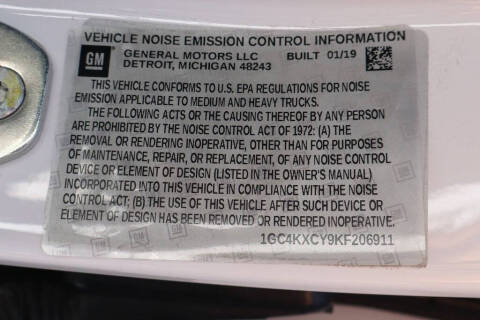 VEHICLE NOISE EMISSION CONTROL INFORMATION
GM
GENERAL MOTORS LLC BUILT 01/19
DETROIT, MICHIGAN 48243
THIS VEHICLE CONFORMS TO U.S. EPA REGULATIONS FOR NOISE
EMISSION APPLICABLE TO MEDIUM AND HEAVY TRUCKS.
THE FOLLOWING ACTS OR THE CAUSING THEREOF BY ANY PERSON
ARE PROHIBITED BY THE NOISE CONTROL ACT OF 1972: (A) THE
REMOVAL OR RENDERING INOPERATIVE, OTHER THAN FOR PURPOSES
OF MAINTENANCE, REPAIR, OR REPLACEMENT, OF ANY NOISE CONTROL
DEVICE OR ELEMENT OF DESIGN (LISTED IN THE OWNER'S MANUAL)
INCORPORATED INTO THIS VEHICLE IN COMPLIANCE WITH THE NOISE
CONTROL ACT; (B) THE USE OF THIS VEHICLE AFTER SUCH DEVICE OR
ELEMENT OF DESIGN HAS BEEN REMOVED OR RENDERED INOPERATIVE.
1GC4KXCY9KF206911